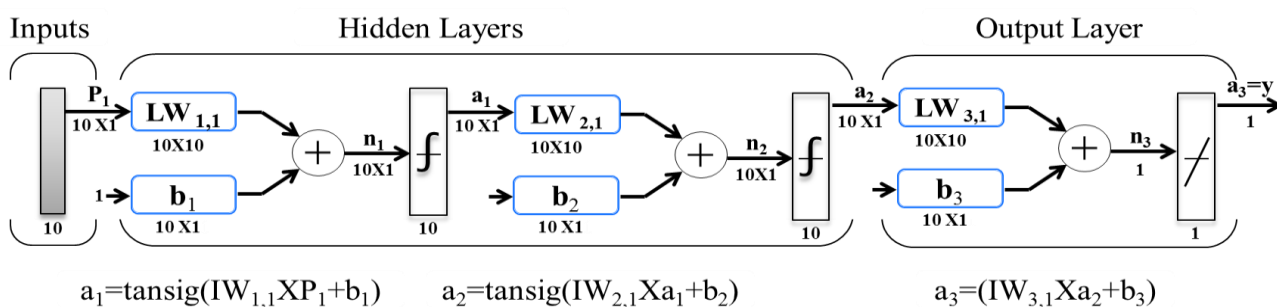 Inputs
Hidden Layers
Output Layer
P1
10 X1
LW 1,1
10X10
1
b1
10 X1
10
+
n1
10X1
10
a1
10 X1
LW 2,1
10X10
b2
10 X1
+
n2
10X1
10
a2
10 X1
LW 3,1
10X10
b3
10 X1
+
n3
1
1
a3=y
1
a1=tansig(IW1,1XP1+b1)
a2=tansig(IW2,1Xa1+b2)
a3=(IW3,1Xa2+b3)